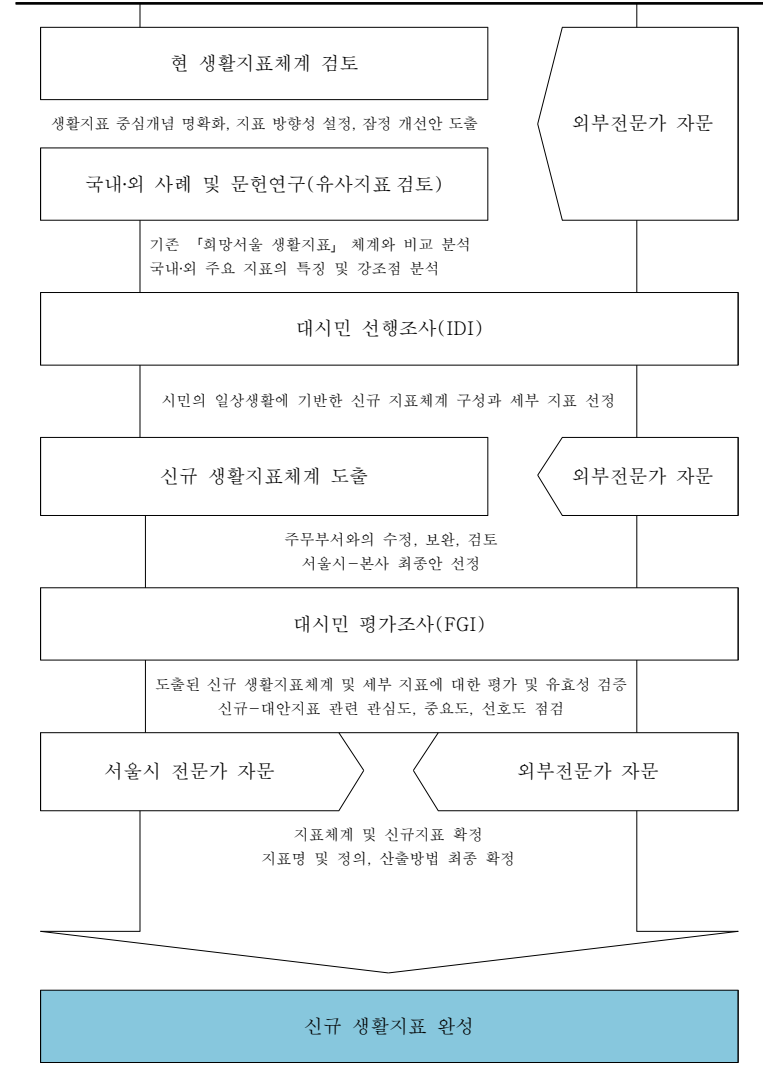 현 생활지표체계 검토
외부전문가 자문
생활지표 중심개념 명확화, 지표 방향성 설정, 잠정 개선안 도출
국내·외 사례 및 문헌연구(유사지표 검토)
기존 「희망서울 생활지표」 체계와 비교 분석
국내·외 주요 지표의 특징 및 강조점 분석
대시민 선행조사(IDI)
시민의 일상생활에 기반한 신규 지표체계 구성과 세부 지표 선정
신규 생활지표체계 도출
외부전문가 자문
주무부서와의 수정, 보완, 검토
서울시-본사 최종안 선정
대시민 평가조사(FGI)
도출된 신규 생활지표체계 및 세부 지표에 대한 평가 및 유효성 검증
신규-대안지표 관련 관심도, 중요도, 선호도 점검
서울시 전문가 자문
외부전문가 자문
지표체계 및 신규지표 확정
지표명 및 정의, 산출방법 최종 확정
신규 생활지표 완성